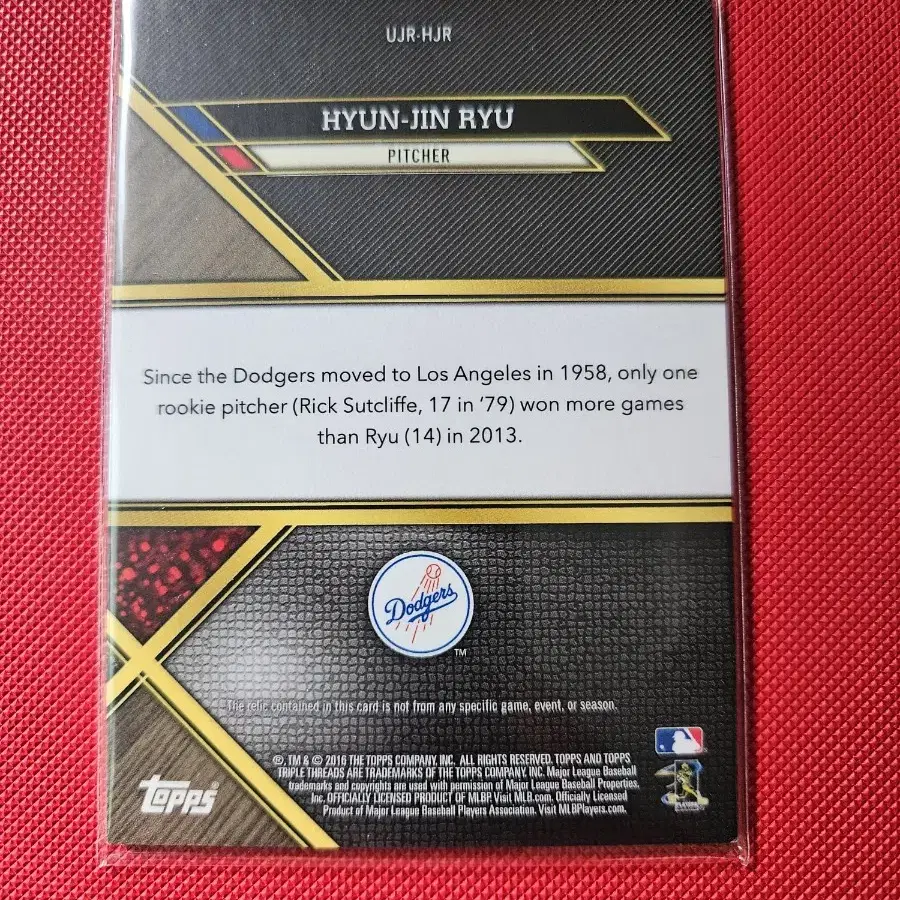 UJR-HJR
HYUN-JIN RYU
PITCHER
Since the Dodgers moved to Los Angeles in 1958, only one
rookie pitcher (Rick Sutcliffe, 17 in '79) won more games
than Ryu (14) in 2013.
Dodgers
TM
The relic contained in this card is not from any specific game, event, or season.
®, TM & © 2016 THE TOPPS COMPANY, INC. ALL RIGHTS RESERVED. TOPPS AND TOPPS
TRIPLE THREADS ARE TRADEMARKS OF THE TOPPS COMPANY, INC. Major League Baseball
trademarks and copyrights are used with permission of Major League Baseball Properties,
Inc. OFFICIALLY LICENSED PRODUCT OF MLBP. Visit MLB.com. Officially Licensed
Product of Major League Baseball Players Association. Visit MLBPlayers.com.
topps